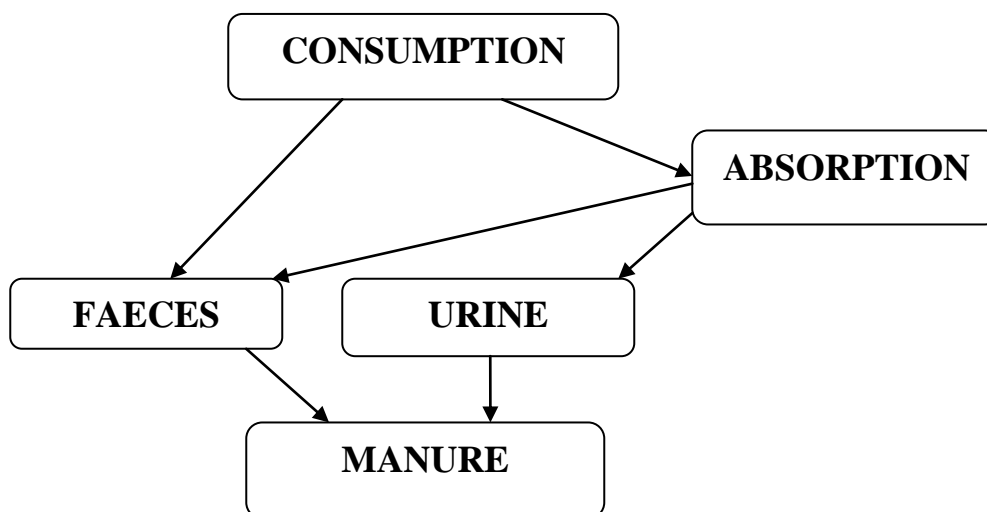 CONSUMPTION
ABSORPTION
FAECES
URINE
MANURE